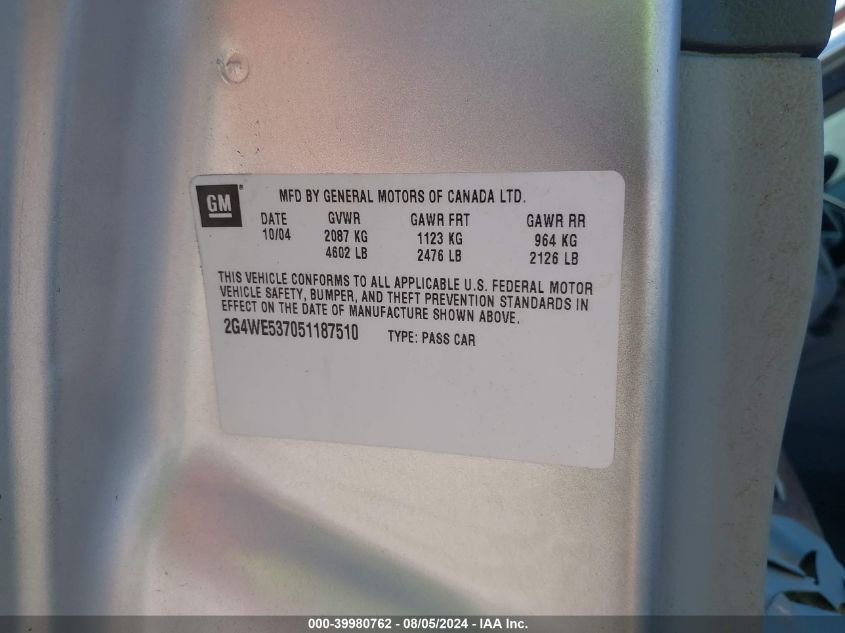 GM
MFD BY GENERAL MOTORS OF CANADA LTD.
DATE GVWR GAWR FRT GAWR RR
10/04 2087 KG 1123 KG 964 KG
4602 LB 2476 LB 2126 LB
THIS VEHICLE CONFORMS TO ALL APPLICABLE U.S. FEDERAL MOTOR
VEHICLE SAFETY, BUMPER, AND THEFT PREVENTION STANDARDS IN
EFFECT ON THE DATE OF MANUFACTURE SHOWN ABOVE.
2G4WE537051187510 TYPE: PASS CAR
000-39980762 - 08/05/2024 - IAA Inc.